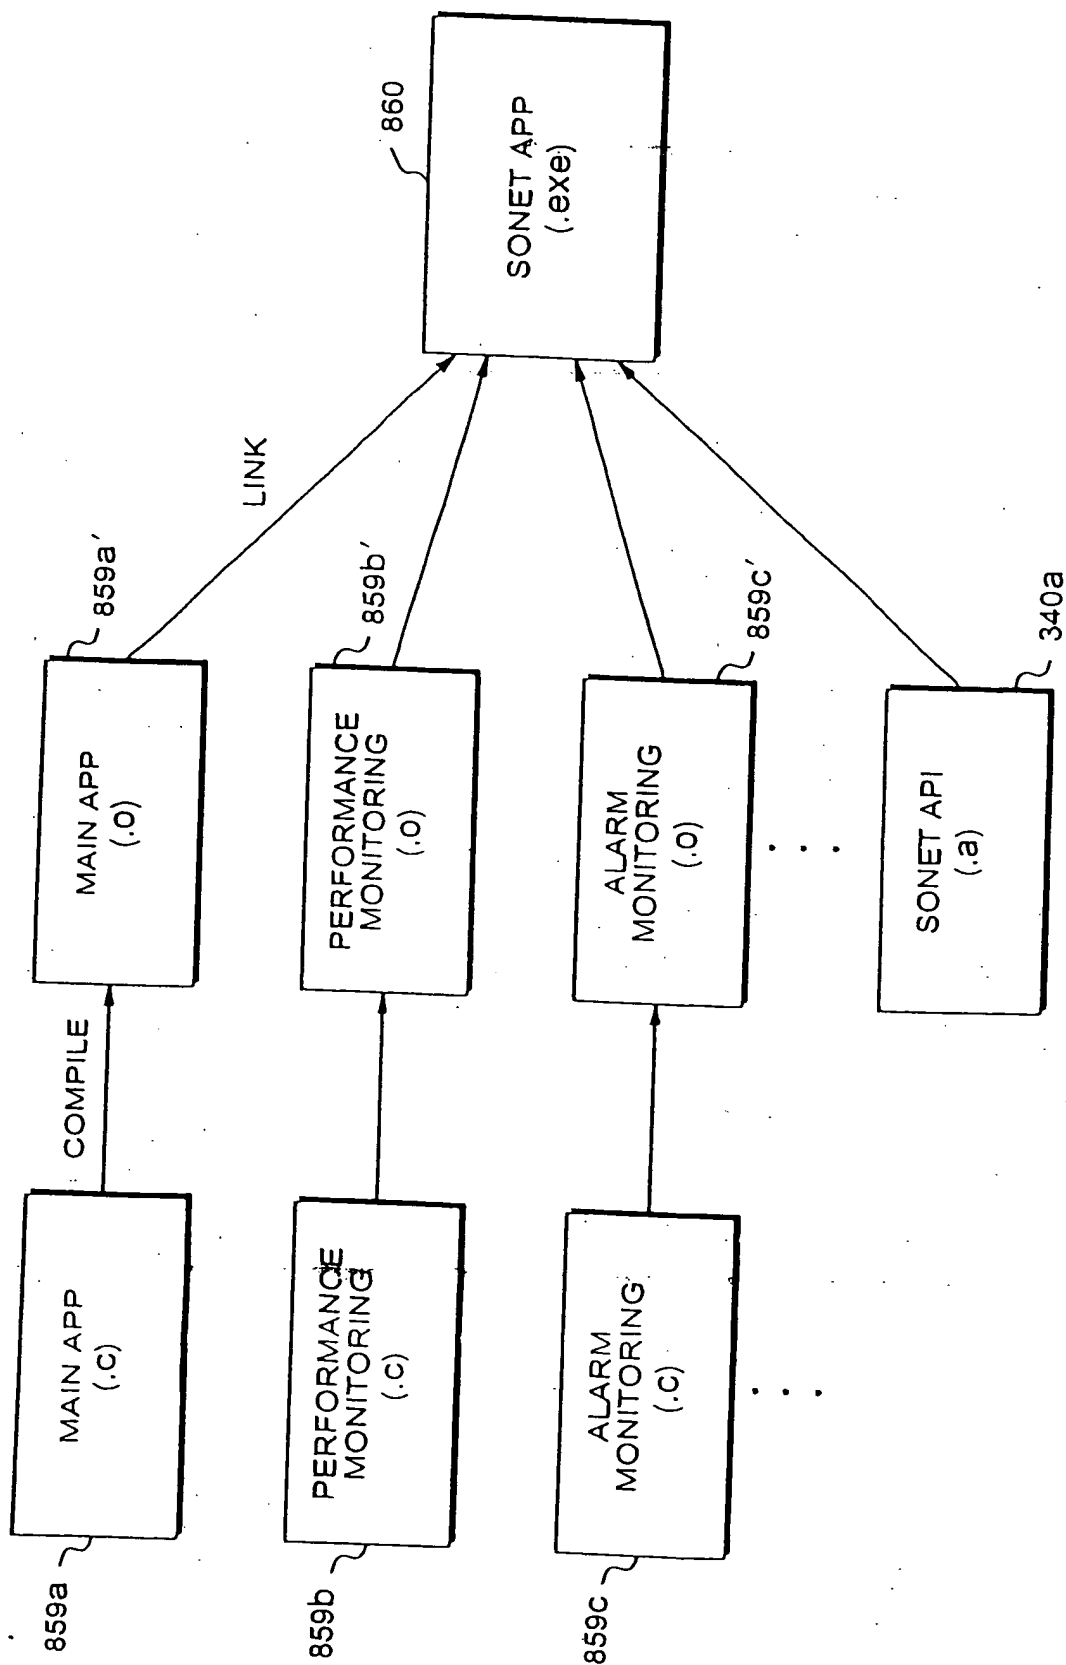 859a
MAIN APP
(.c)
COMPILE
MAIN APP
(.o)
859a′
LINK
859b
PERFORMANCE
MONITORING
(.c)
PERFORMANCE
MONITORING
(.o)
859b′
859c
ALARM
MONITORING
(.c)
. . .
ALARM
MONITORING
(.o)
859c′
. . .
SONET API
(.a)
340a
860
SONET APP
(.exe)